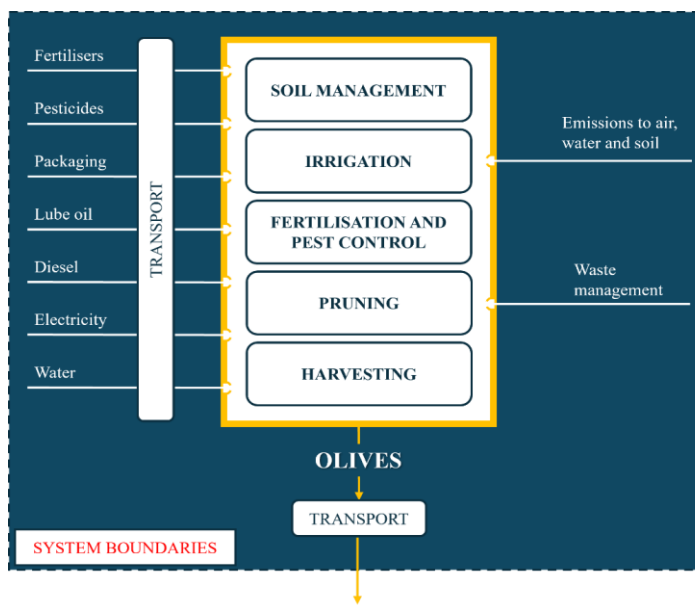 Fertilisers
Pesticides
Packaging
Lube oil
Diesel
Electricity
Water
TRANSPORT
SOIL MANAGEMENT
IRRIGATION
FERTILISATION AND
PEST CONTROL
PRUNING
HARVESTING
Emissions to air,
water and soil
Waste
management
OLIVES
TRANSPORT
SYSTEM BOUNDARIES